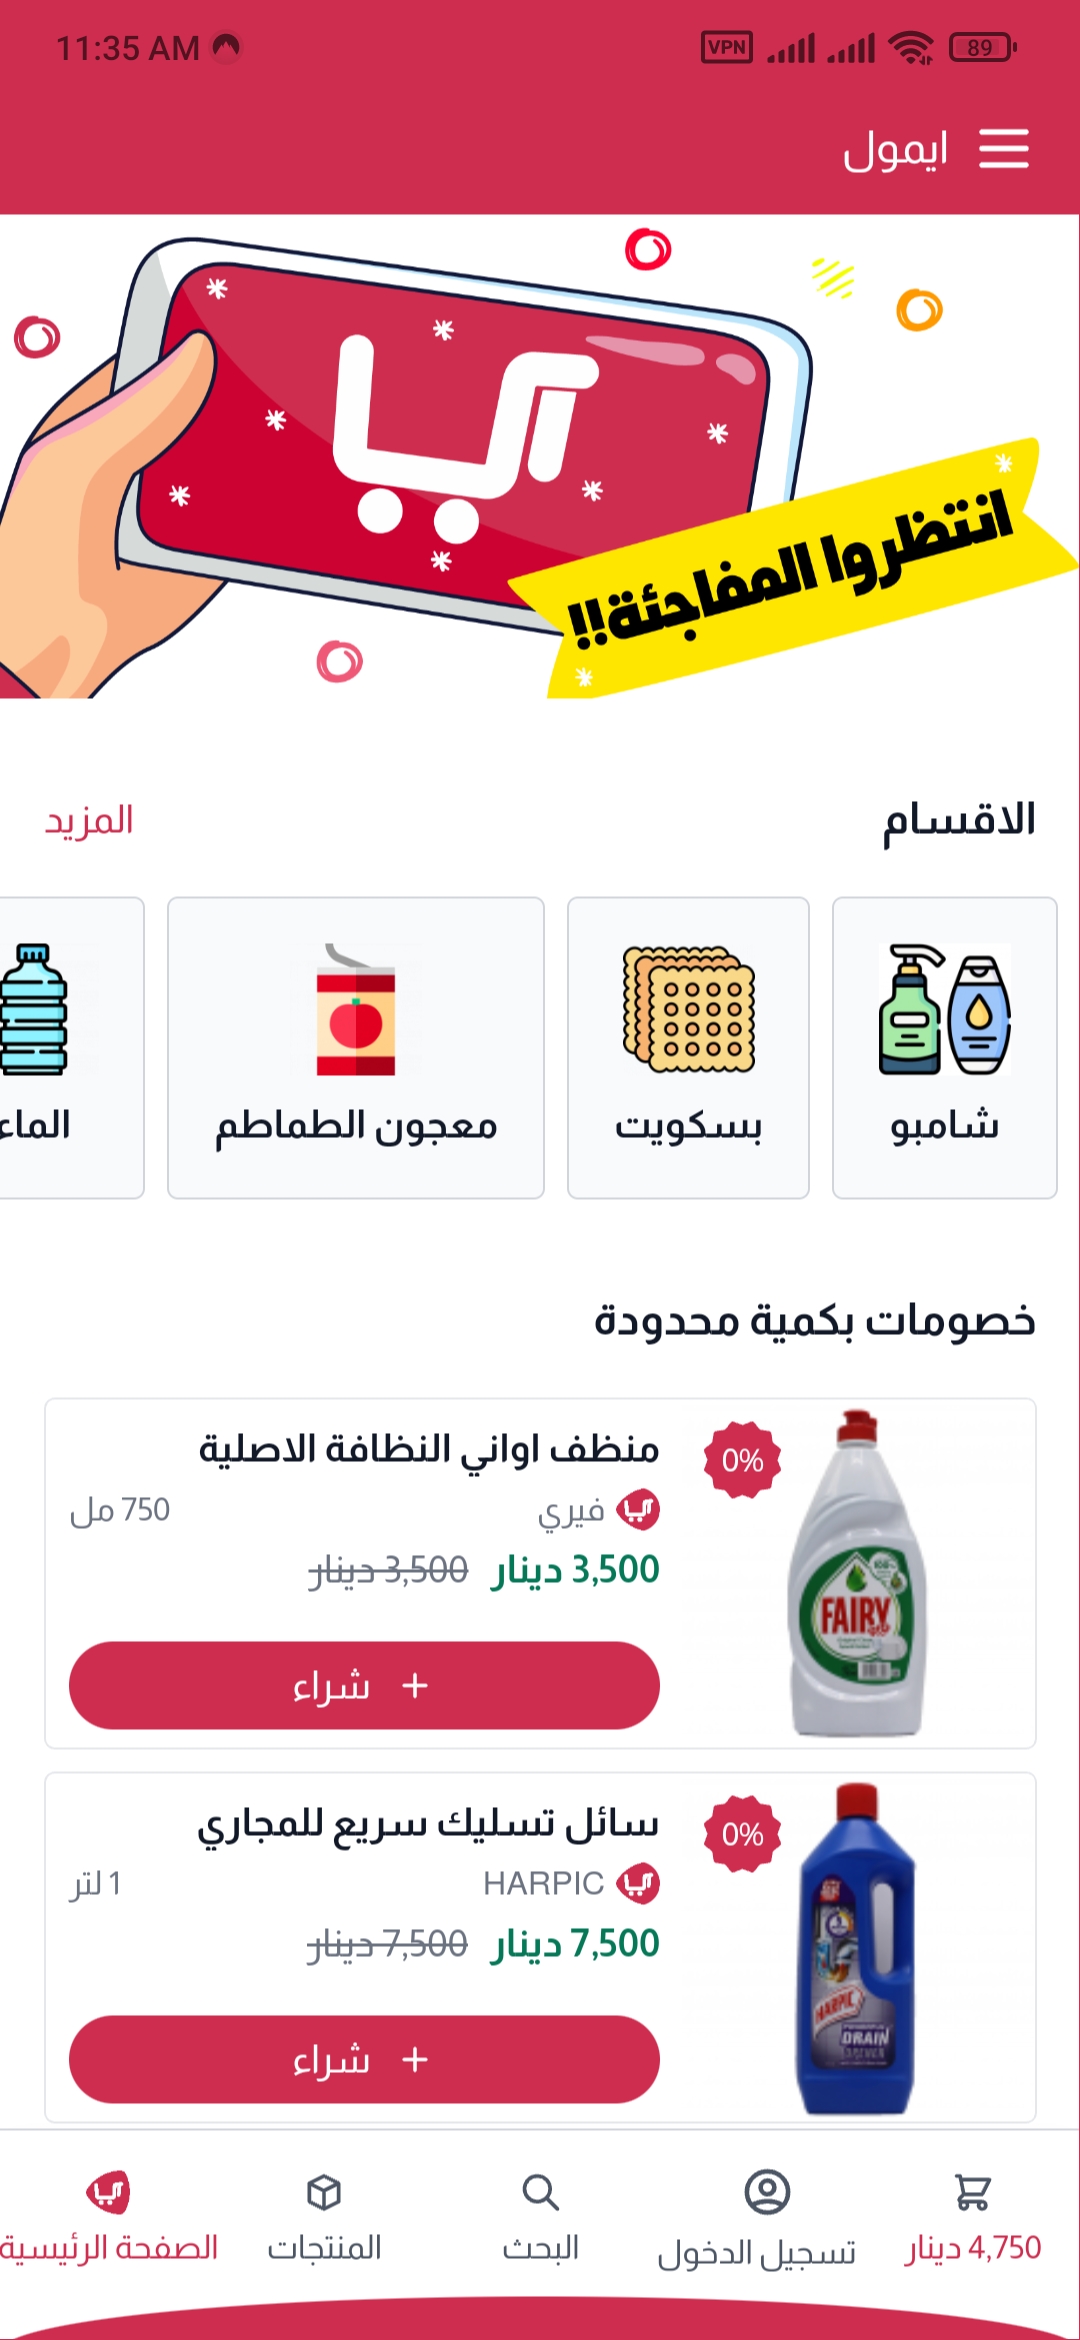 11:35 AM
VPN
89
ايمول
انتظروا المفاجئة!!
الاقسام
المزيد
شامبو
بسكويت
معجون الطماطم
الماء
خصومات بكمية محدودة
0%
منظف اواني النظافة الاصلية
فيري
750 مل
3,500 دينار
3,500 دينار
+ شراء
FAIRY
0%
سائل تسليك سريع للمجاري
HARPIC
1 لتر
7,500 دينار
7,500 دينار
+ شراء
HARPIC
DRAIN
4,750 دينار
تسجيل الدخول
البحث
المنتجات
الصفحة الرئيسية